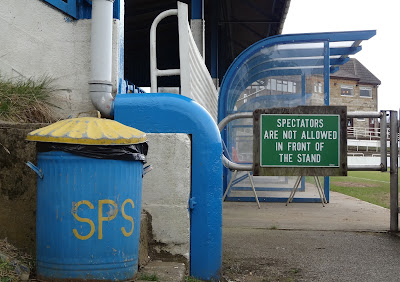 SPECTATORS
ARE NOT ALLOWED
IN FRONT OF
THE STAND
SPS